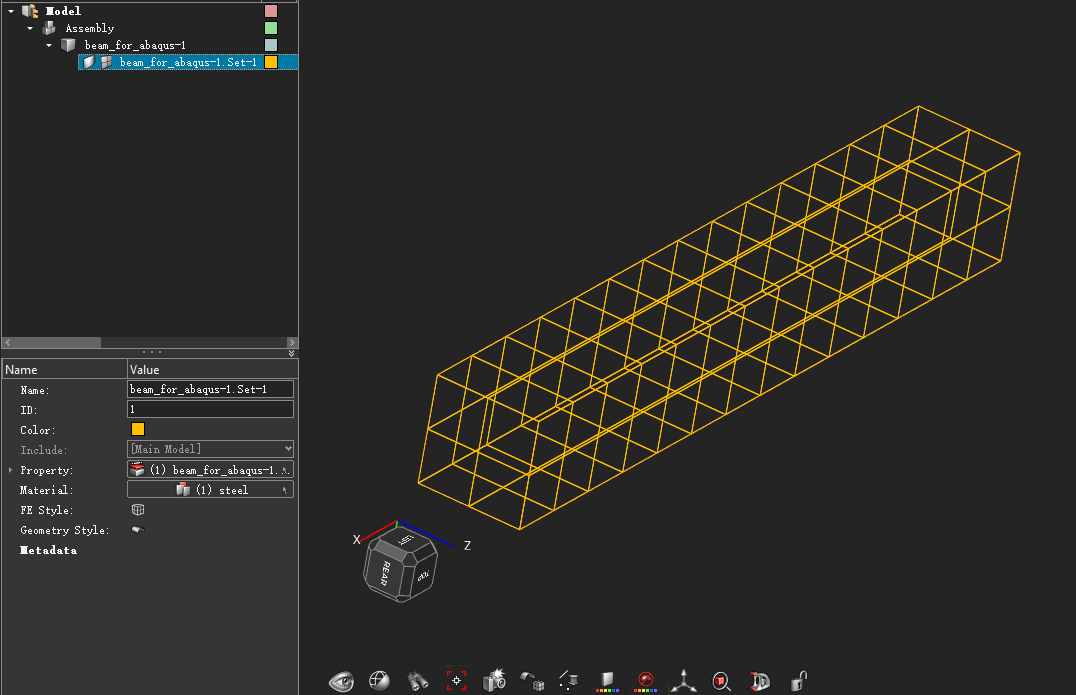 Model
Assembly
beam_for_abaqus-1
beam_for_abaqus-1.Set-1
Name Value
Name: beam_for_abaqus-1.Set-1
ID: 1
Color:
Include: [Main Model]
Property: (1) beam_for_abaqus-1.
Material: (1) steel
FE Style:
Geometry Style:
Metadata
X
Z
REAR